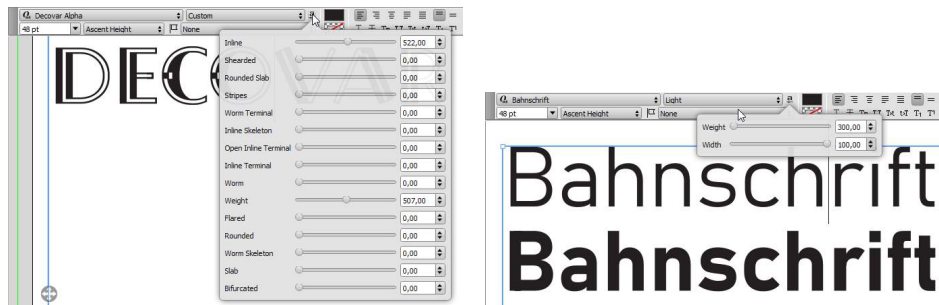 Decovar Alpha Custom
48 pt Ascent Height None
DECOVAR
Inline 522,00
Shearded 0,00
Rounded Slab 0,00
Stripes 0,00
Worm Terminal 0,00
Inline Skeleton 0,00
Open Inline Terminal 0,00
Inline Terminal 0,00
Worm 0,00
Weight 507,00
Flared 0,00
Rounded 0,00
Worm Skeleton 0,00
Slab 0,00
Bifurcated 0,00
Bahnschrift Light
48 pt Ascent Height None
Weight 300,00
Width 100,00
Bahnschrift
Bahnschrift